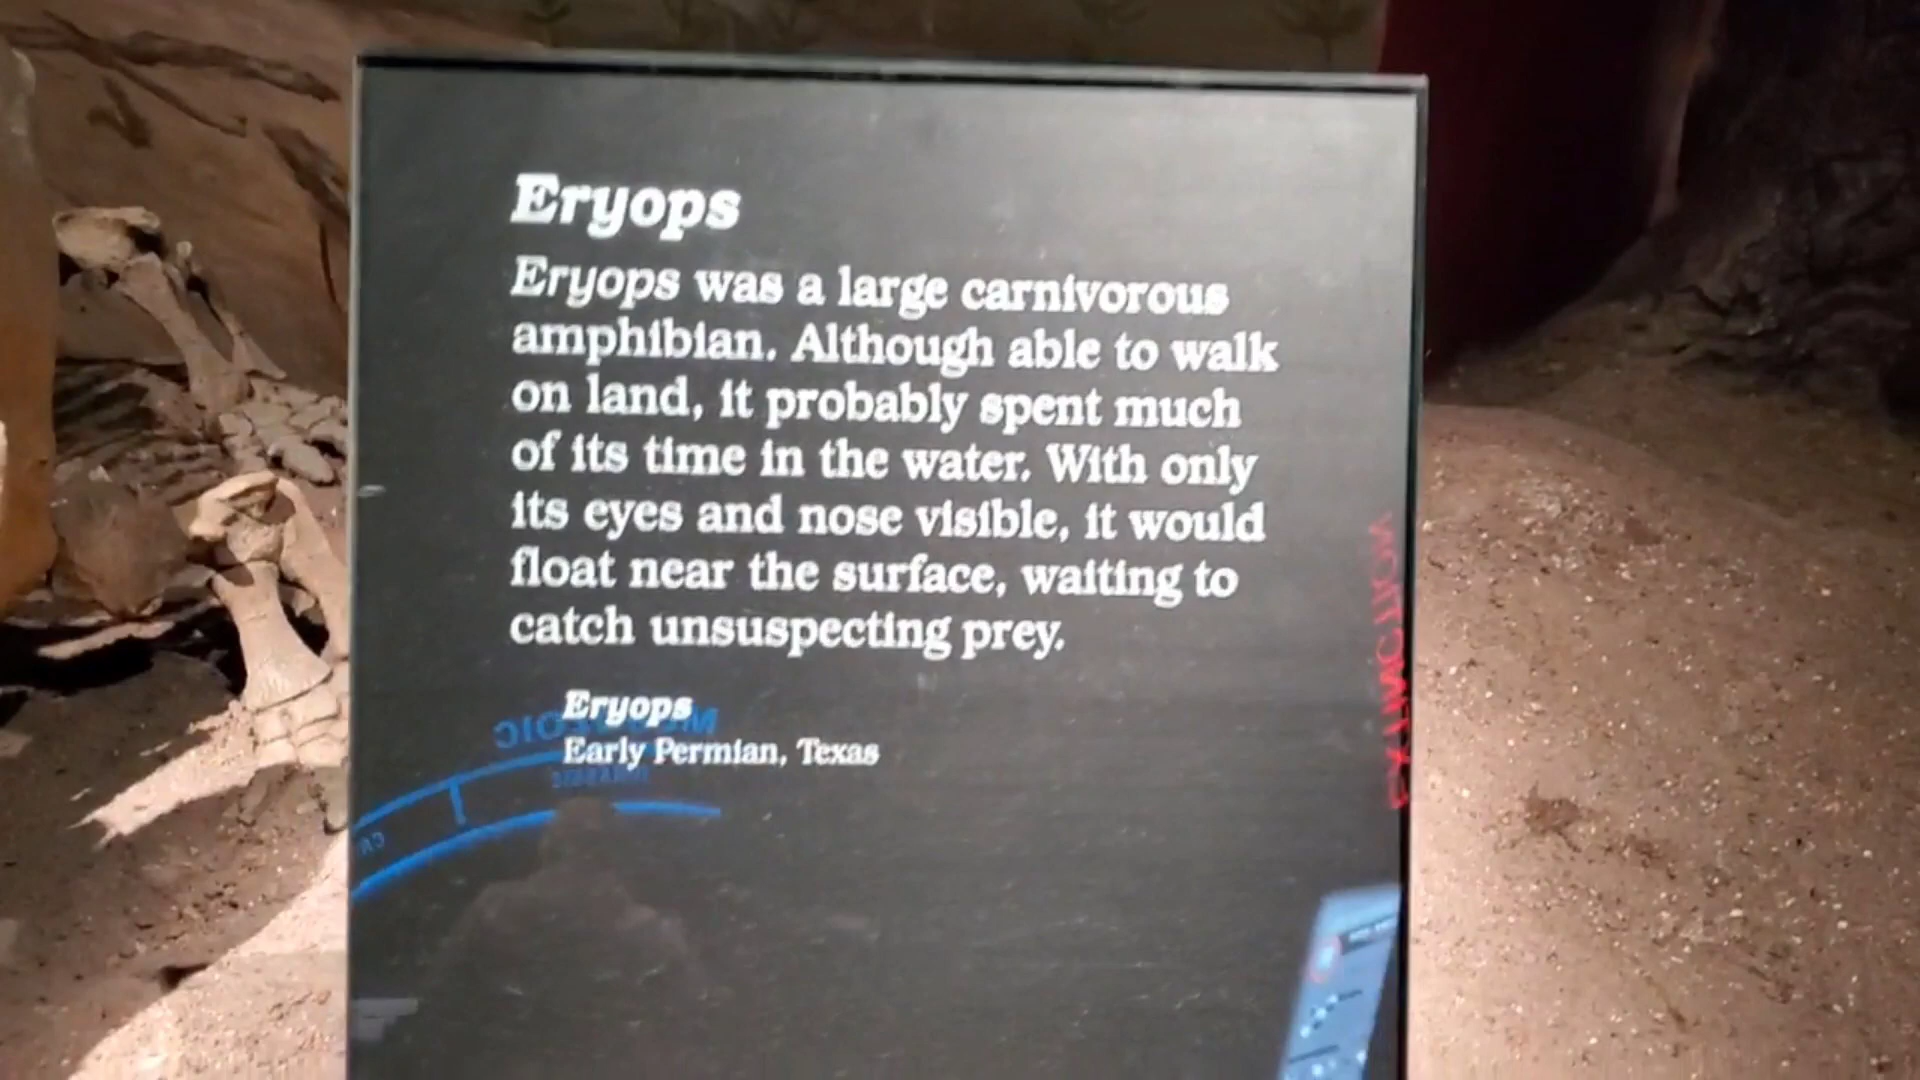 Eryops
Eryops was a large carnivorous
amphibian. Although able to walk
on land, it probably spent much
of its time in the water. With only
its eyes and nose visible, it would
float near the surface, waiting to
catch unsuspecting prey.
Eryops
Early Permian, Texas
EXTINCTION